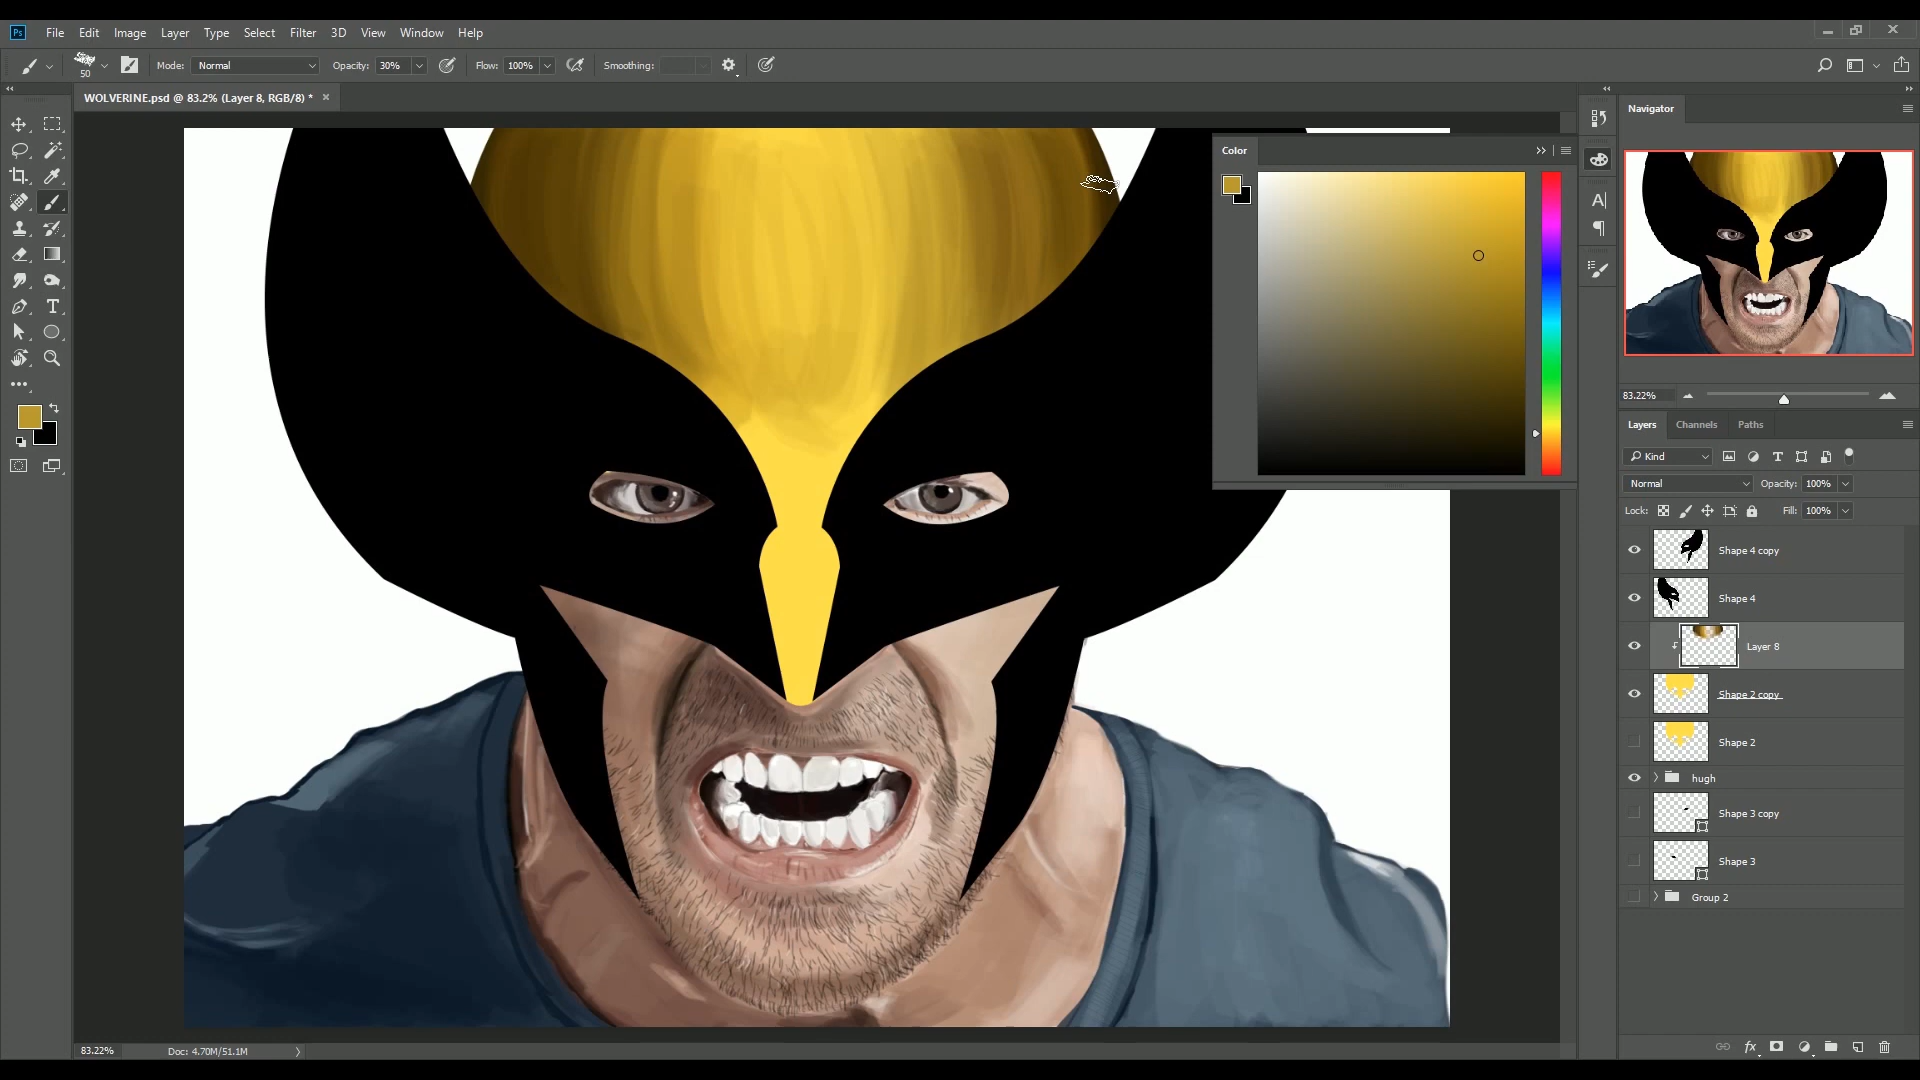 Ps File Edit Image Layer Type Select Filter 3D View Window Help
50 Mode: Normal Opacity: 30% Flow: 100% Smoothing:
WOLVERINE.psd @ 83.2% (Layer 8, RGB/8) *
Color
Navigator
83.22%
Layers Channels Paths
Kind
Normal Opacity: 100%
Lock: Fill: 100%
Shape 4 copy
Shape 4
Layer 8
Shape 2 copy
Shape 2
hugh
Shape 3 copy
Shape 3
Group 2
83.22% Doc: 4.70M/51.1M
fx